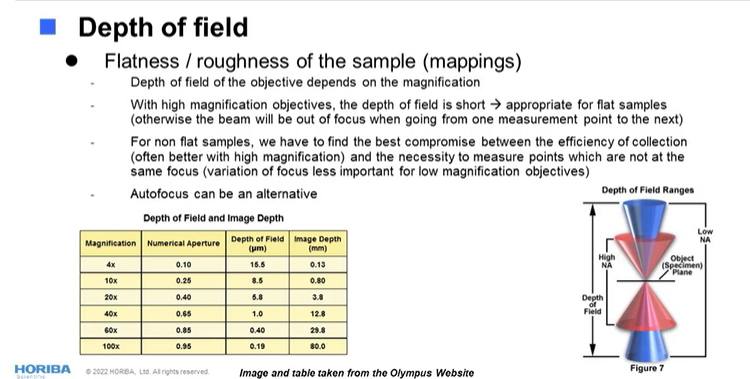 Depth of field
Flatness / roughness of the sample (mappings)
- Depth of field of the objective depends on the magnification
- With high magnification objectives, the depth of field is short → appropriate for flat samples
(otherwise the beam will be out of focus when going from one measurement point to the next)
- For non flat samples, we have to find the best compromise between the efficiency of collection
(often better with high magnification) and the necessity to measure points which are not at the
same focus (variation of focus less important for low magnification objectives)
- Autofocus can be an alternative
Depth of Field and Image Depth
Magnification Numerical Aperture Depth of Field (µm) Image Depth (mm)
4x 0.10 15.5 0.13
10x 0.25 8.5 0.80
20x 0.40 5.8 3.8
40x 0.65 1.0 12.8
60x 0.85 0.40 29.8
100x 0.95 0.19 80.0
Depth of Field Ranges
Low
NA
High
NA
Object
(Specimen)
Plane
Depth
of
Field
Figure 7
HORIBA
Scientific
© 2022 HORIBA, Ltd. All rights reserved.
Image and table taken from the Olympus Website